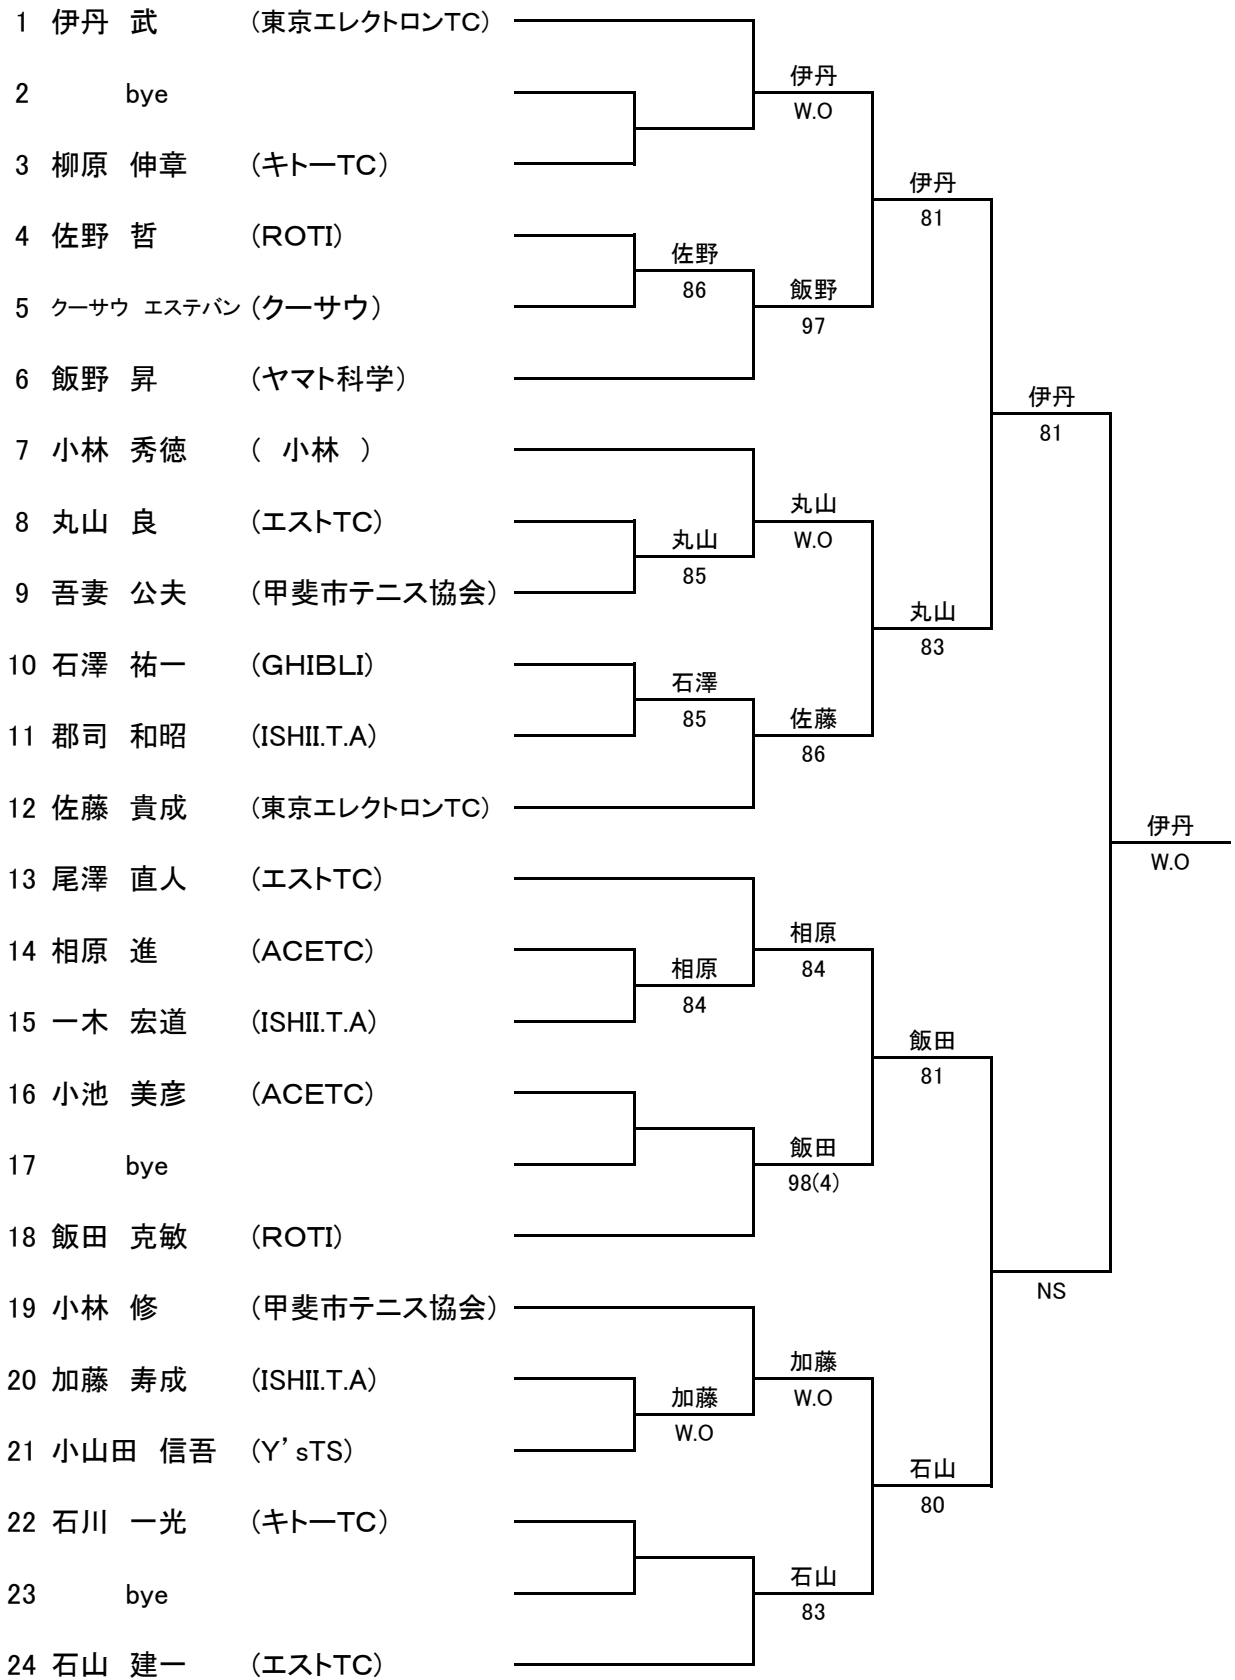 1 伊丹 武 (東京エレクトロンTC)
伊丹
2 bye
W.O
3 柳原 伸章 (キトーTC)
伊丹
81
4 佐野 哲 (ROTI)
佐野
86
飯野
5 クーサウ エステバン (クーサウ)
97
6 飯野 昇 (ヤマト科学)
伊丹
81
7 小林 秀徳 ( 小林 )
丸山
8 丸山 良 (エストTC)
W.O
丸山
85
9 吾妻 公夫 (甲斐市テニス協会)
丸山
83
10 石澤 祐一 (GHIBLI)
石澤
85
佐藤
11 郡司 和昭 (ISHII.T.A)
86
12 佐藤 貴成 (東京エレクトロンTC)
伊丹
W.O
13 尾澤 直人 (エストTC)
相原
14 相原 進 (ACETC)
84
相原
84
15 一木 宏道 (ISHII.T.A)
飯田
81
16 小池 美彦 (ACETC)
飯田
17 bye
98(4)
18 飯田 克敏 (ROTI)
NS
19 小林 修 (甲斐市テニス協会)
加藤
20 加藤 寿成 (ISHII.T.A)
W.O
加藤
W.O
21 小山田 信吾 (Y'sTS)
石山
80
22 石川 一光 (キトーTC)
石山
23 bye
83
24 石山 建一 (エストTC)